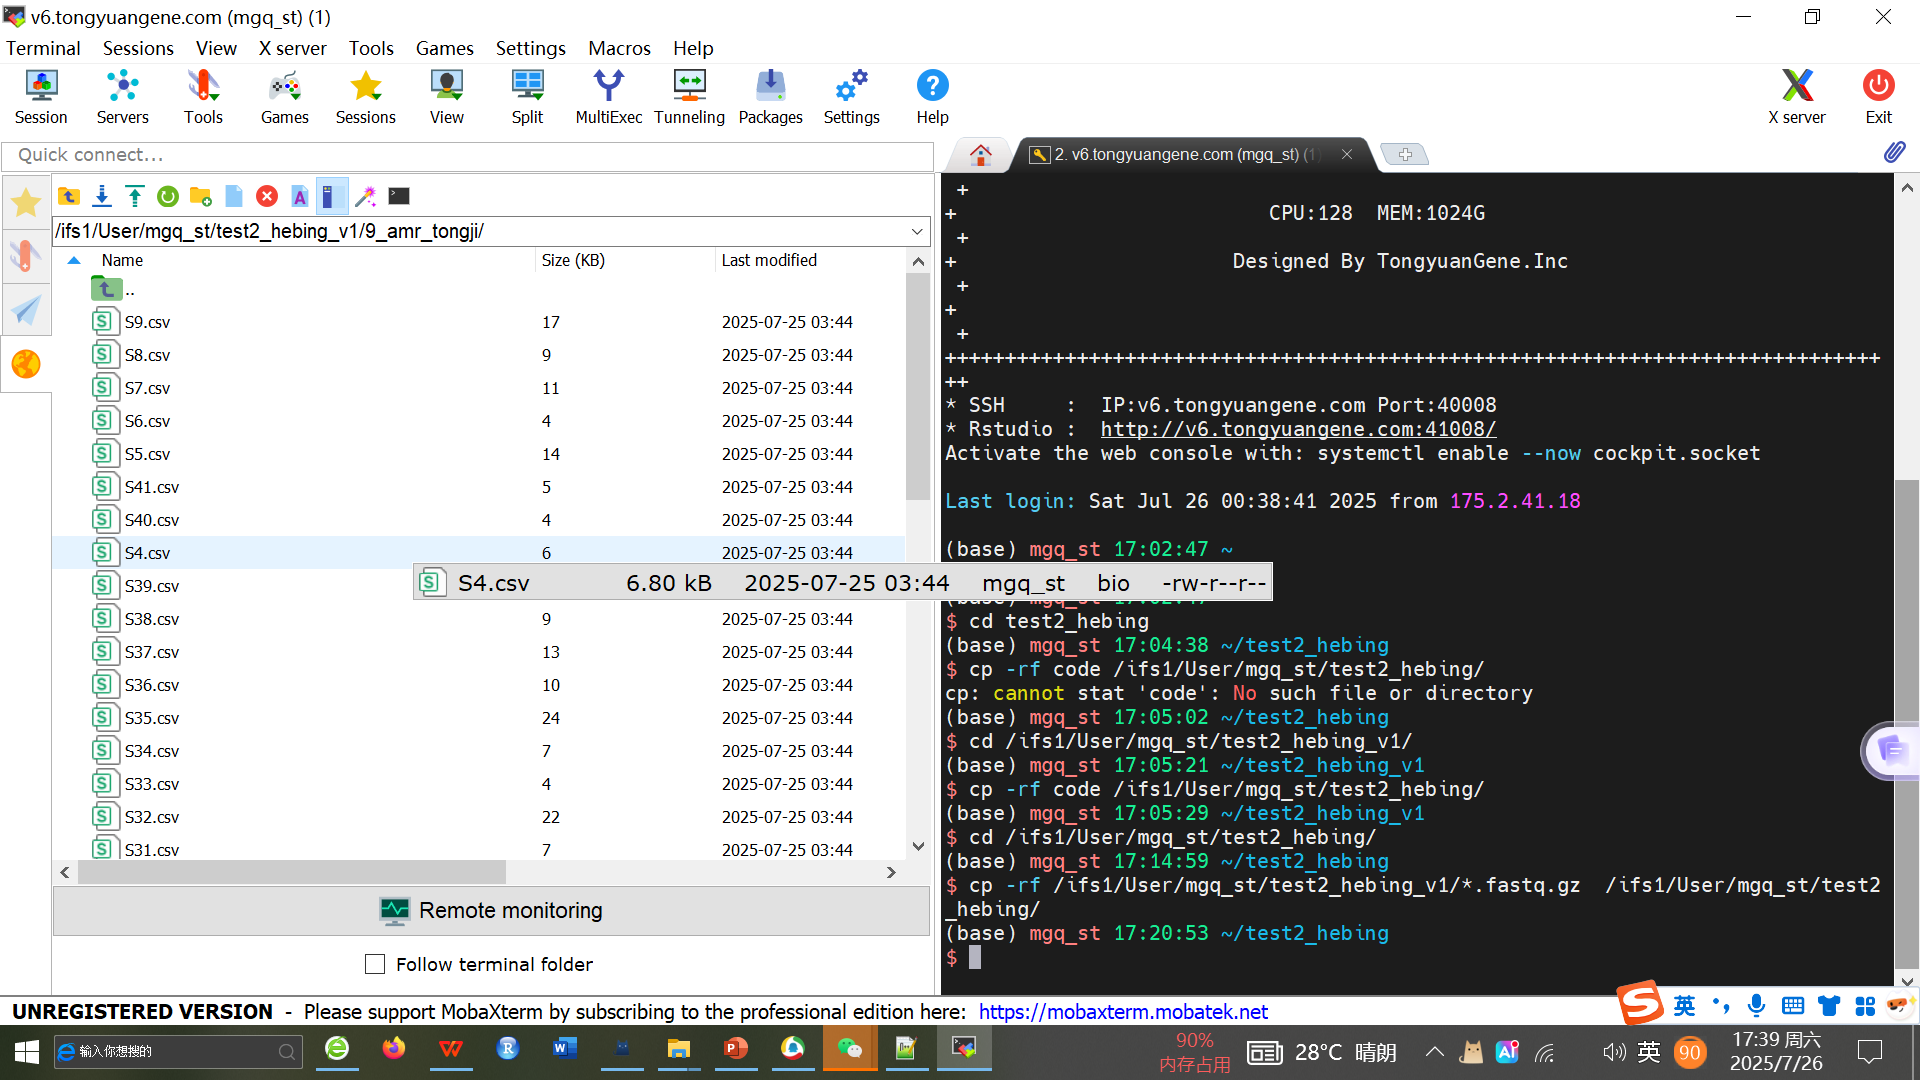 v6.tongyuangene.com (mgq_st) (1)
Terminal Sessions View X server Tools Games Settings Macros Help
Session Servers Tools Games Sessions View Split MultiExec Tunneling Packages Settings Help X server Exit
Quick connect...
2. v6.tongyuangene.com (mgq_st) (1)
/ifs1/User/mgq_st/test2_hebing_v1/9_amr_tongji/
Name Size (KB) Last modified
..
S9.csv 17 2025-07-25 03:44
S8.csv 9 2025-07-25 03:44
S7.csv 11 2025-07-25 03:44
S6.csv 4 2025-07-25 03:44
S5.csv 14 2025-07-25 03:44
S41.csv 5 2025-07-25 03:44
S40.csv 4 2025-07-25 03:44
S4.csv 6 2025-07-25 03:44
S39.csv
S4.csv 6.80 kB 2025-07-25 03:44 mgq_st bio -rw-r--r--
S38.csv 9 2025-07-25 03:44
S37.csv 13 2025-07-25 03:44
S36.csv 10 2025-07-25 03:44
S35.csv 24 2025-07-25 03:44
S34.csv 7 2025-07-25 03:44
S33.csv 4 2025-07-25 03:44
S32.csv 22 2025-07-25 03:44
S31.csv 7 2025-07-25 03:44
Remote monitoring
Follow terminal folder
+
+ CPU:128 MEM:1024G
+
+ Designed By TongyuanGene.Inc
+
+
+
++++++++++++++++++++++++++++++++++++++++++++++++++++++++++++++++++++++++++++++
++
* SSH : IP:v6.tongyuangene.com Port:40008
* Rstudio : http://v6.tongyuangene.com:41008/
Activate the web console with: systemctl enable --now cockpit.socket
Last login: Sat Jul 26 00:38:41 2025 from 175.2.41.18
(base) mgq_st 17:02:47 ~
$ cd test2_hebing
(base) mgq_st 17:04:38 ~/test2_hebing
$ cp -rf code /ifs1/User/mgq_st/test2_hebing/
cp: cannot stat 'code': No such file or directory
(base) mgq_st 17:05:02 ~/test2_hebing
$ cd /ifs1/User/mgq_st/test2_hebing_v1/
(base) mgq_st 17:05:21 ~/test2_hebing_v1
$ cp -rf code /ifs1/User/mgq_st/test2_hebing/
(base) mgq_st 17:05:29 ~/test2_hebing_v1
$ cd /ifs1/User/mgq_st/test2_hebing/
(base) mgq_st 17:14:59 ~/test2_hebing
$ cp -rf /ifs1/User/mgq_st/test2_hebing_v1/*.fastq.gz /ifs1/User/mgq_st/test2
_hebing/
(base) mgq_st 17:20:53 ~/test2_hebing
$
UNREGISTERED VERSION - Please support MobaXterm by subscribing to the professional edition here: https://mobaxterm.mobatek.net
英
输入你想搜的
90%
内存占用
28°C 晴朗
英
90
17:39 周六
2025/7/26